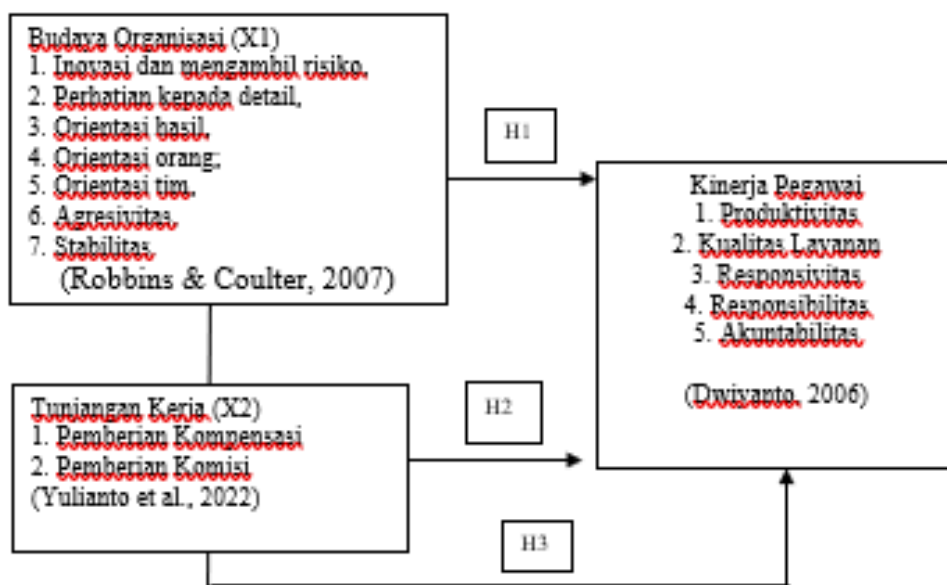 Budaya Organisasi (X1)
1. Inovasi dan mengambil risiko,
2. Perhatian kepada detail,
3. Orientasi hasil,
4. Orientasi orang;
5. Orientasi tim,
6. Agresivitas,
7. Stabilitas
(Robbins & Coulter, 2007)
H1
Kinerja Pegawai
1. Produktivitas
2. Kualitas Layanan
3. Responsivitas
4. Responsibilitas
5. Akuntabilitas
(Dwiyanto, 2006)
Tunjangan Kerja (X2)
1. Pemberian Kompensasi
2. Pemberian Komisi
(Yulianto et al., 2022)
H2
H3